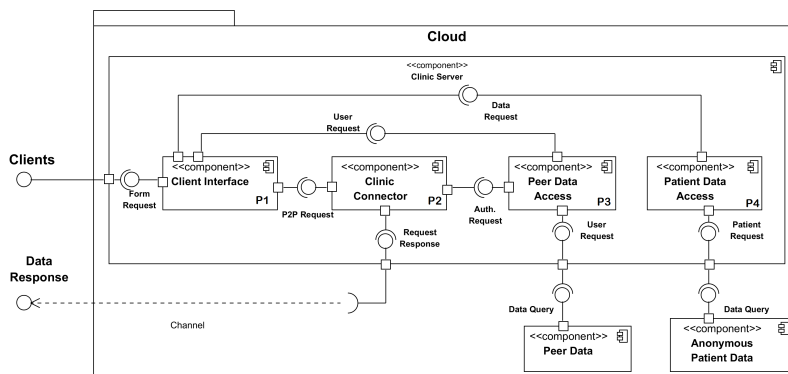 Cloud
<<component>>
Clinic Server
Data
Request
User
Request
Clients
Form
Request
<<component>>
Client Interface
P1
P2P Request
<<component>>
Clinic
Connector
P2
Auth.
Request
<<component>>
Peer Data
Access
P3
<<component>>
Patient Data
Access
P4
Request
Response
User
Request
Patient
Request
Data
Response
Channel
Data Query
Data Query
<<component>>
Peer Data
<<component>>
Anonymous
Patient Data